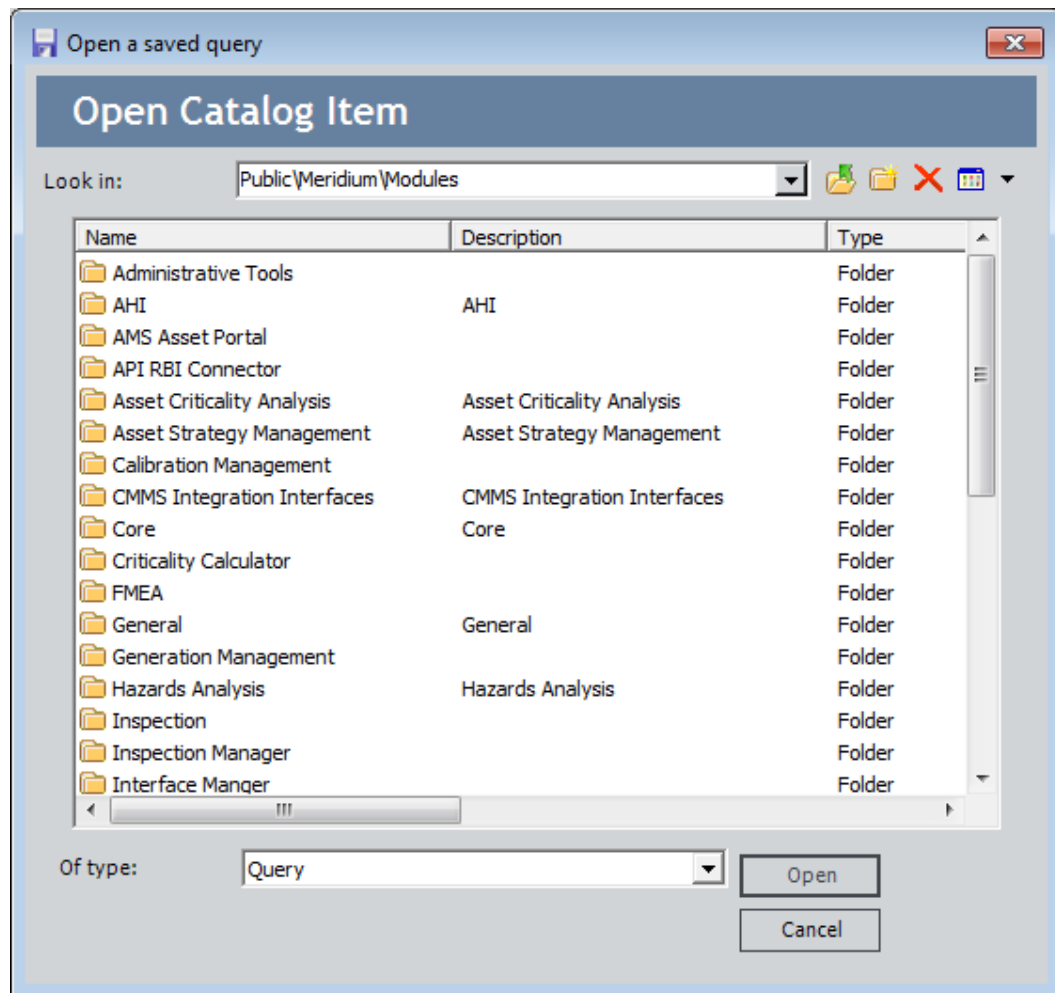 Open a saved query
Open Catalog Item
Look in: Public\Meridium\Modules
Name Description Type
Administrative Tools Folder
AHI AHI Folder
AMS Asset Portal Folder
API RBI Connector Folder
Asset Criticality Analysis Asset Criticality Analysis Folder
Asset Strategy Management Asset Strategy Management Folder
Calibration Management Folder
CMMS Integration Interfaces CMMS Integration Interfaces Folder
Core Core Folder
Criticality Calculator Folder
FMEA Folder
General General Folder
Generation Management Folder
Hazards Analysis Hazards Analysis Folder
Inspection Folder
Inspection Manager Folder
Interface Manger Folder
Of type: Query Open
Cancel